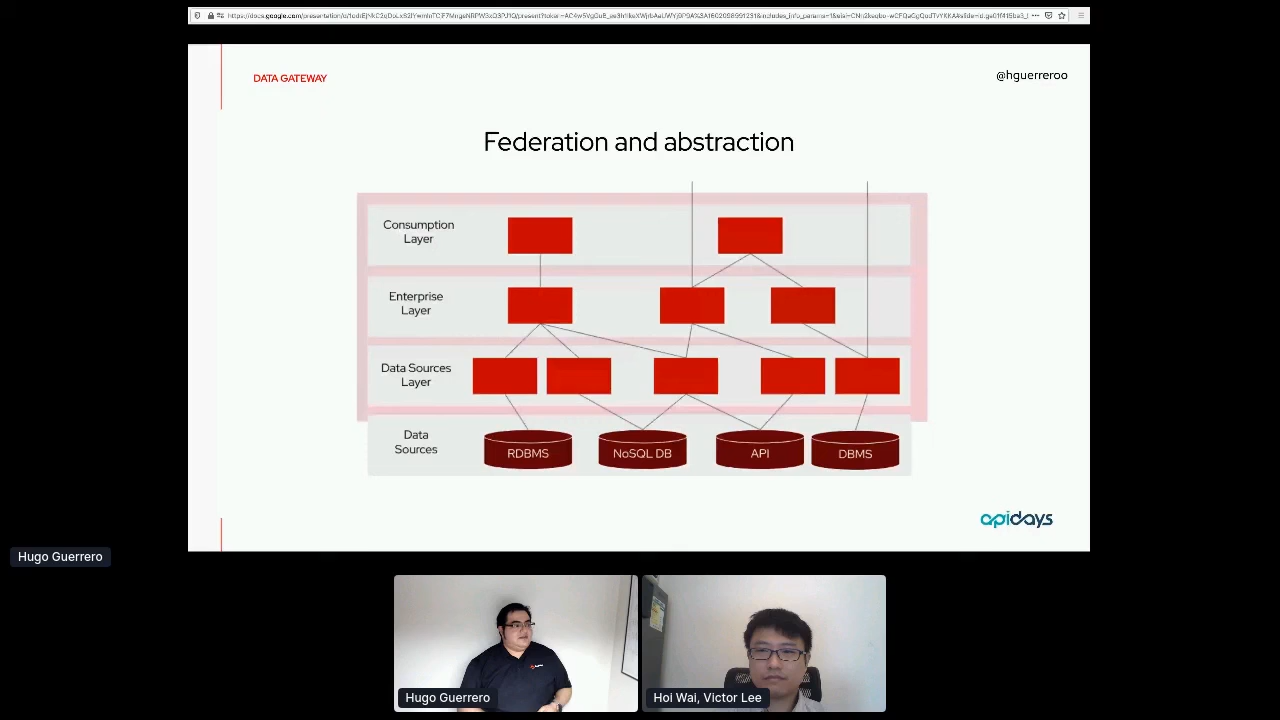 DATA GATEWAY
@hguerreroo
Federation and abstraction
Consumption
Layer
Enterprise
Layer
Data Sources
Layer
Data
Sources
RDBMS
NoSQL DB
API
DBMS
apidays
Hugo Guerrero
Hugo Guerrero
Hoi Wai, Victor Lee